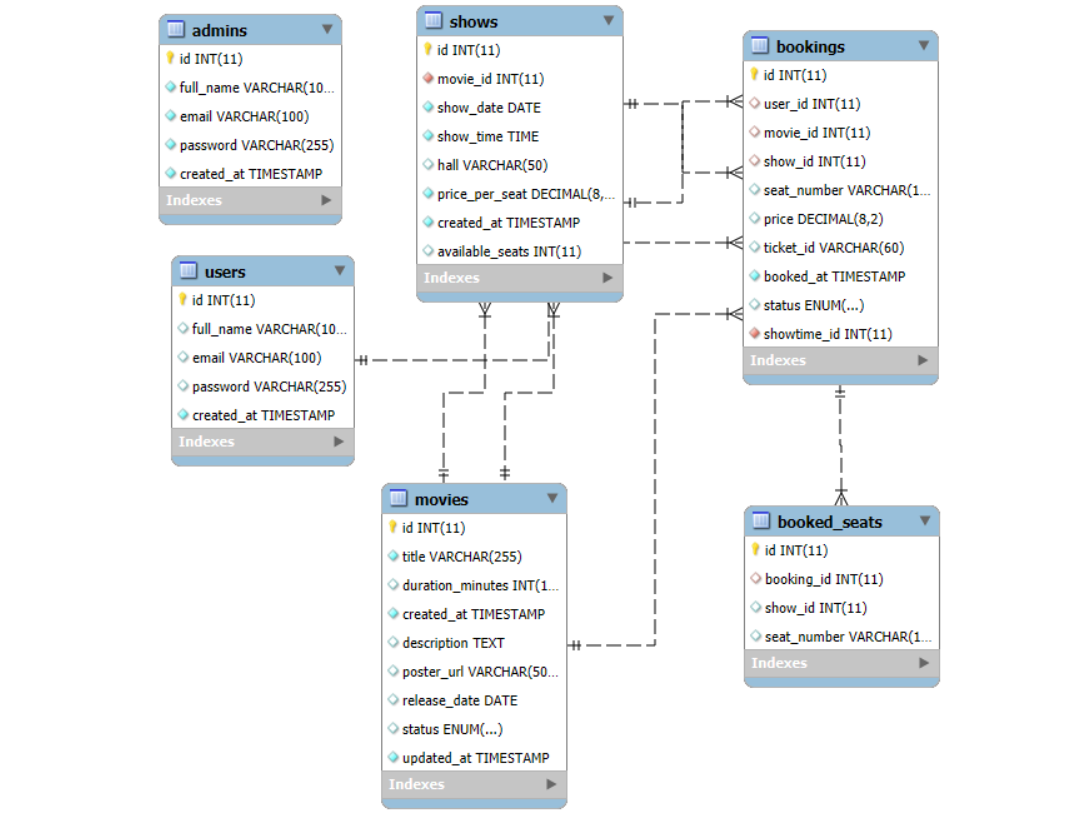 admins
id INT(11)
full_name VARCHAR(10...
email VARCHAR(100)
password VARCHAR(255)
created_at TIMESTAMP
Indexes
shows
id INT(11)
movie_id INT(11)
show_date DATE
show_time TIME
hall VARCHAR(50)
price_per_seat DECIMAL(8,...
created_at TIMESTAMP
available_seats INT(11)
Indexes
bookings
id INT(11)
user_id INT(11)
movie_id INT(11)
show_id INT(11)
seat_number VARCHAR(1...
price DECIMAL(8,2)
ticket_id VARCHAR(60)
booked_at TIMESTAMP
status ENUM(...)
showtime_id INT(11)
Indexes
users
id INT(11)
full_name VARCHAR(10...
email VARCHAR(100)
password VARCHAR(255)
created_at TIMESTAMP
Indexes
movies
id INT(11)
title VARCHAR(255)
duration_minutes INT(1...
created_at TIMESTAMP
description TEXT
poster_url VARCHAR(50...
release_date DATE
status ENUM(...)
updated_at TIMESTAMP
Indexes
booked_seats
id INT(11)
booking_id INT(11)
show_id INT(11)
seat_number VARCHAR(1...
Indexes